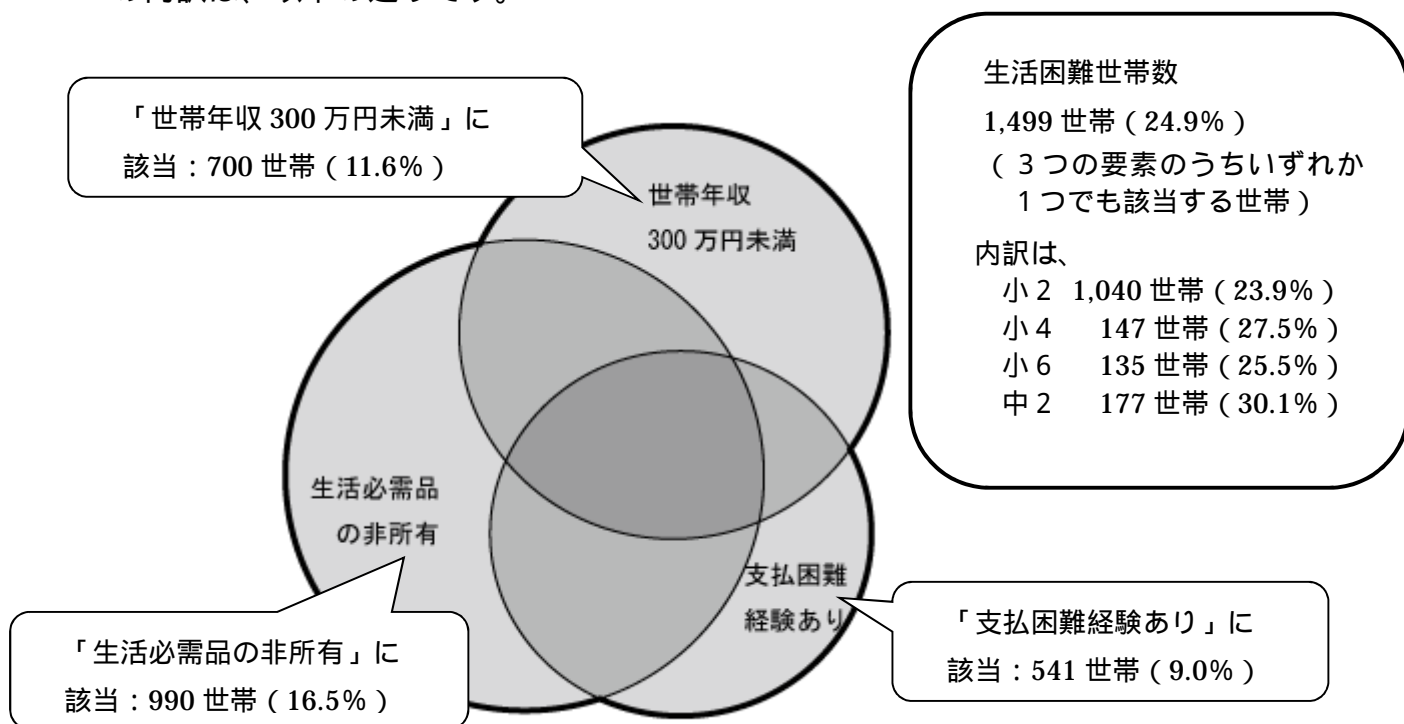 の内訳は、以下の通りです。
「世帯年収 300 万円未満」に
該当：700 世帯（11.6％）
世帯年収
300 万円未満
生活困難世帯数
1,499 世帯（24.9％）
（３つの要素のうちいずれか
１つでも該当する世帯）
内訳は、
小２ 1,040 世帯（23.9％）
小４ 147 世帯（27.5％）
小６ 135 世帯（25.5％）
中２ 177 世帯（30.1％）
生活必需品
の非所有
支払困難
経験あり
「生活必需品の非所有」に
該当：990 世帯（16.5％）
「支払困難経験あり」に
該当：541 世帯（9.0％）